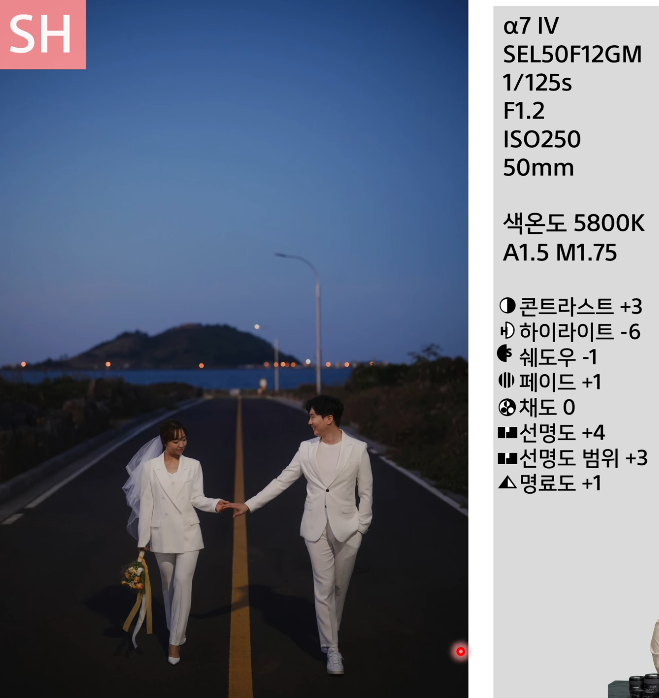 SH
α7 IV
SEL50F12GM
1/125s
F1.2
ISO250
50mm
색온도 5800K
A1.5 M1.75
콘트라스트 +3
하이라이트 -6
쉐도우 -1
페이드 +1
채도 0
선명도 +4
선명도 범위 +3
명료도 +1